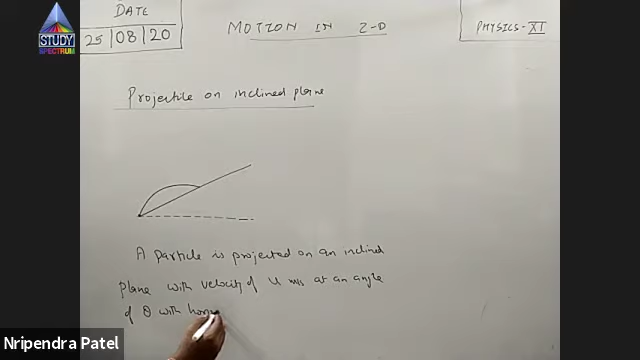 DATE
25/08/20
STUDY
SPECTRUM
MOTION IN 2-D
PHYSICS-XI
Projectile on inclined plane
A particle is projected on an inclined
plane with velocity of u m/s at an angle
of θ with
Nripendra Patel